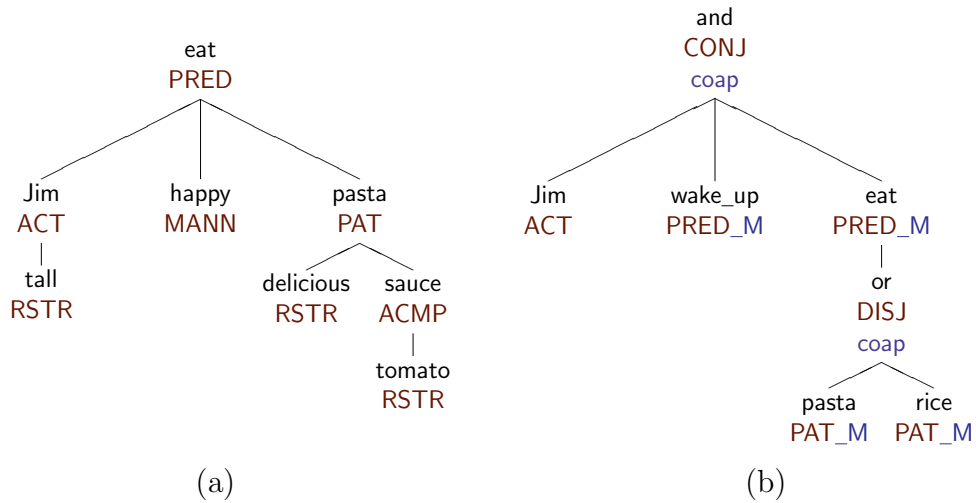 eat
PRED
Jim happy pasta
ACT MANN PAT
tall delicious sauce
RSTR RSTR ACMP
tomato
RSTR
(a)
and
CONJ
coap
Jim wake_up eat
ACT PRED_M PRED_M
or
DISJ
coap
pasta rice
PAT_M PAT_M
(b)